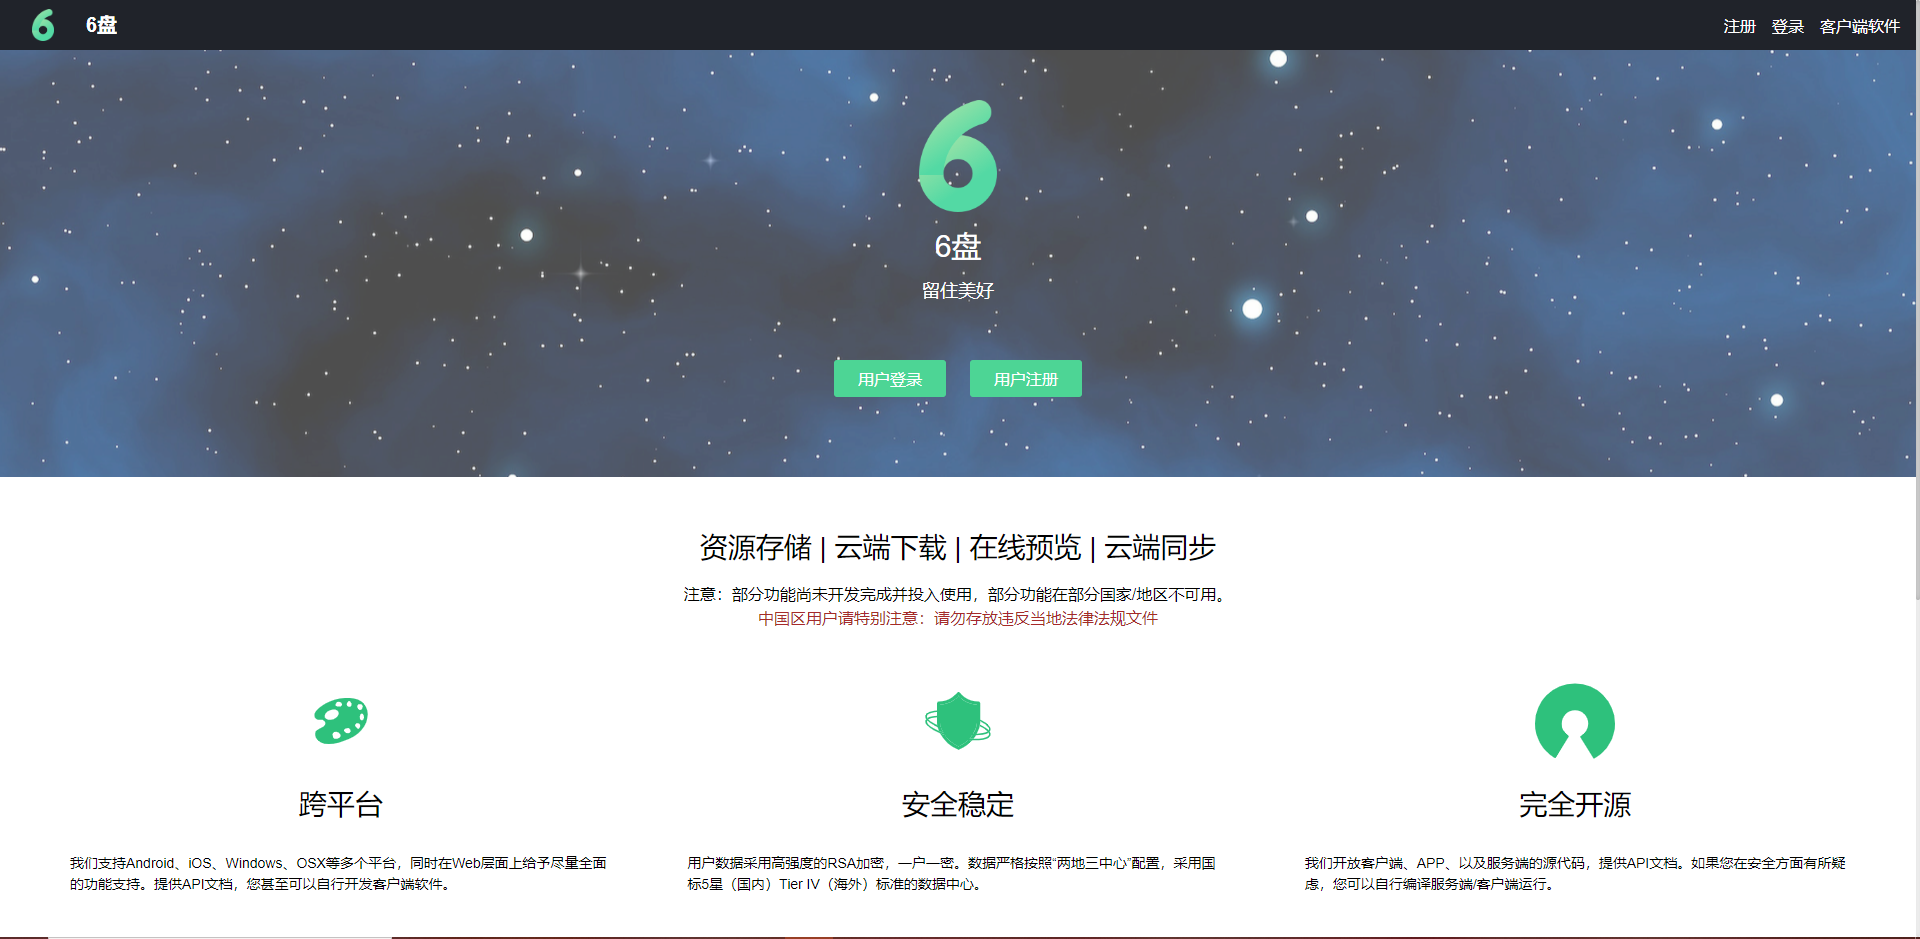 6盘
注册 登录 客户端软件
6盘
留住美好
用户登录 用户注册
资源存储 | 云端下载 | 在线预览 | 云端同步
注意：部分功能尚未开发完成并投入使用，部分功能在部分国家/地区不可用。
中国区用户请特别注意：请勿存放违反当地法律法规文件
跨平台
我们支持Android、iOS、Windows、OSX等多个平台，同时在Web层面上给予尽量全面
的功能支持。提供API文档，您甚至可以自行开发客户端软件。
安全稳定
用户数据采用高强度的RSA加密，一户一密。数据严格按照“两地三中心”配置，采用国
标5星（国内）Tier IV（海外）标准的数据中心。
完全开源
我们开放客户端、APP、以及服务端的源代码，提供API文档。如果您在安全方面有所疑
虑，您可以自行编译服务端/客户端运行。